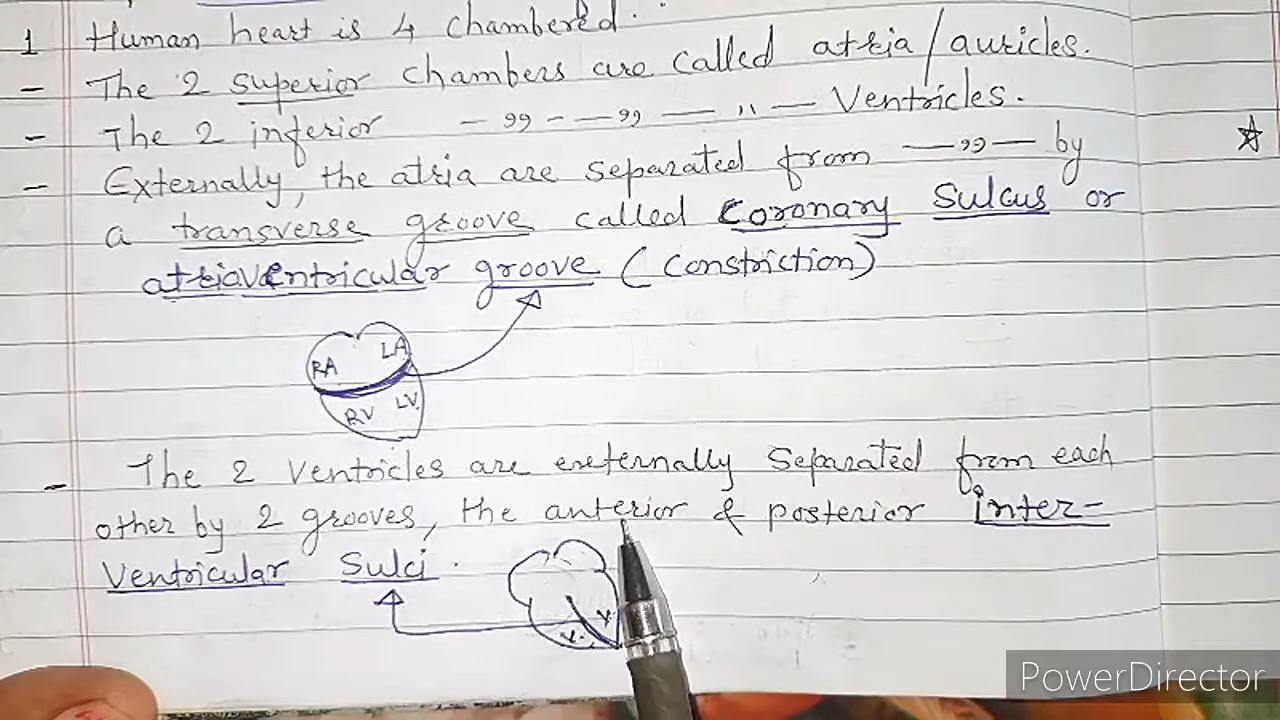 1 Human heart is 4 chambered.
- The 2 superior chambers are called atria/auricles.
- The 2 inferior - ,, - — ,, — ,, — Ventricles.
- Externally, the atria are separated from — ,, — by
a transverse groove called Coronary Sulcus or
atrioventricular groove (Constriction)
RA LA
RV LV
- The 2 ventricles are externally separated from each
other by 2 grooves, the anterior & posterior inter-
ventricular Sulci.
V. V.
PowerDirector